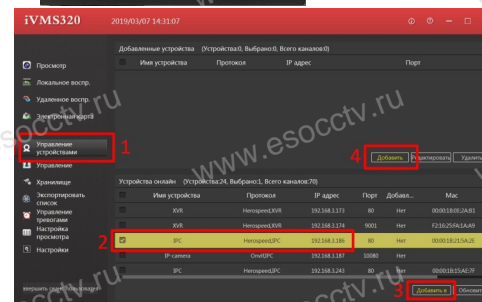 iVMS320 2019/03/07 14:31:07
Добавленные устройства (Устройства:0, Выбрано:0, Всего каналов:0)
Имя устройства Протокол IP адрес Порт
Просмотр
Локальное воспр.
Удаленное воспр.
Электронная карта
Управление
устройствами
1
Управление
4 Добавить Редактировать Удалить
Хранилище
Устройства онлайн (Устройства:24, Выбрано:1, Всего каналов:70)
Экспортировать
список
Имя устройства Протокол IP адрес Порт Добавл... Mac
Управление
тревогами
XVR Herospeed,XVR 192.168.3.173 80 Нет 00:00:1B:0E:2A:B1
Настройка
просмотра
XVR Herospeed,XVR 192.168.3.174 9001 Нет F2:16:25:FA:1A:A9
2 IPC Herospeed,IPC 192.168.3.186 80 Нет 00:00:1B:21:5A:2E
Настройки
IP-camera Onvif,IPC 192.168.3.187 10080 Нет
IPC Herospeed,IPC 192.168.3.243 80 Нет 00:00:1B:15:AE:7F
3 Добавить в Обновит
www.esocctv.ru